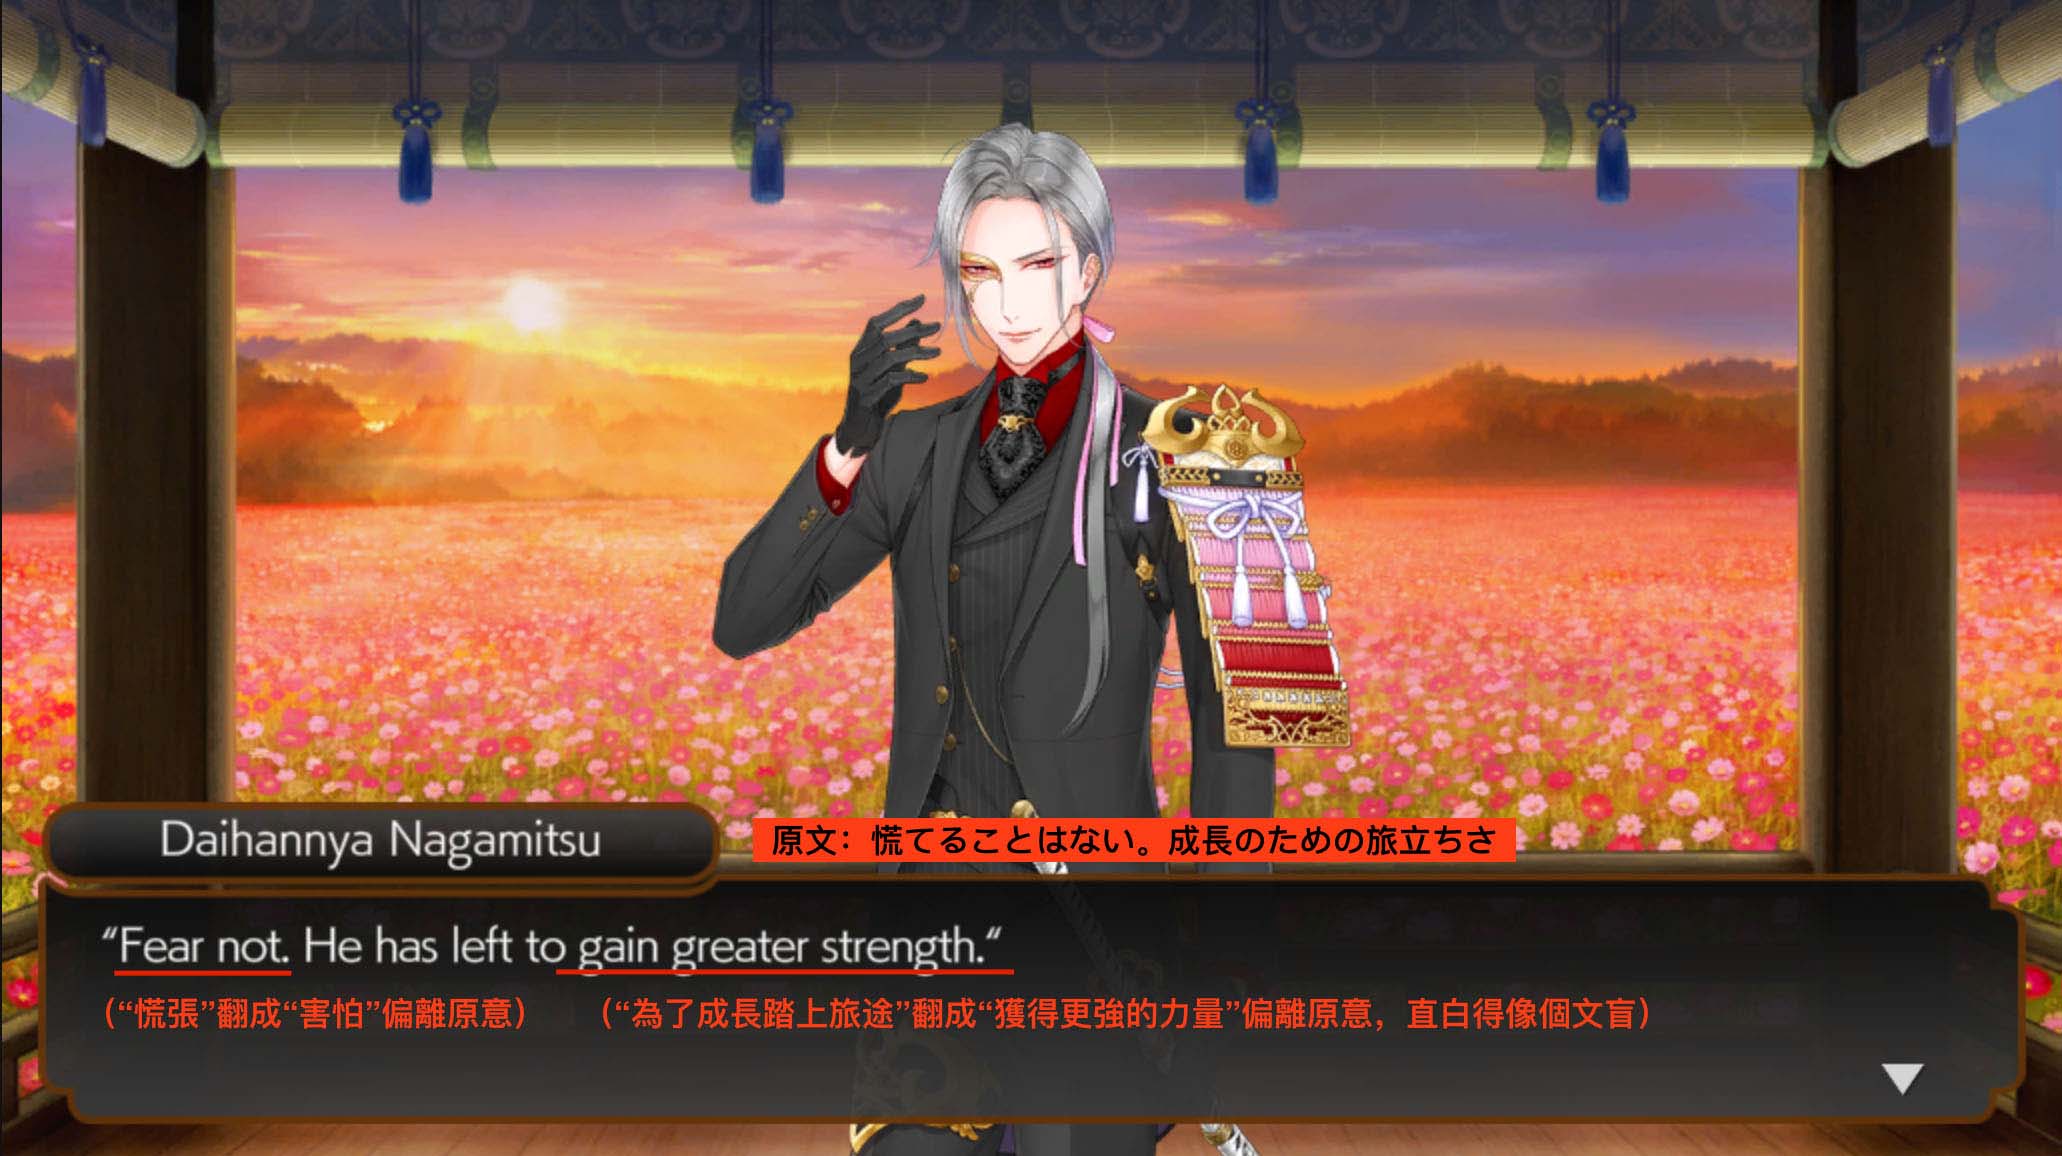 Daihannya Nagamitsu
原文：慌てることはない。成長のための旅立ちさ
“Fear not. He has left to gain greater strength.“
（“慌張”翻成“害怕”偏離原意） （“為了成長踏上旅途”翻成“獲得更強的力量”偏離原意，直白得像個文盲）